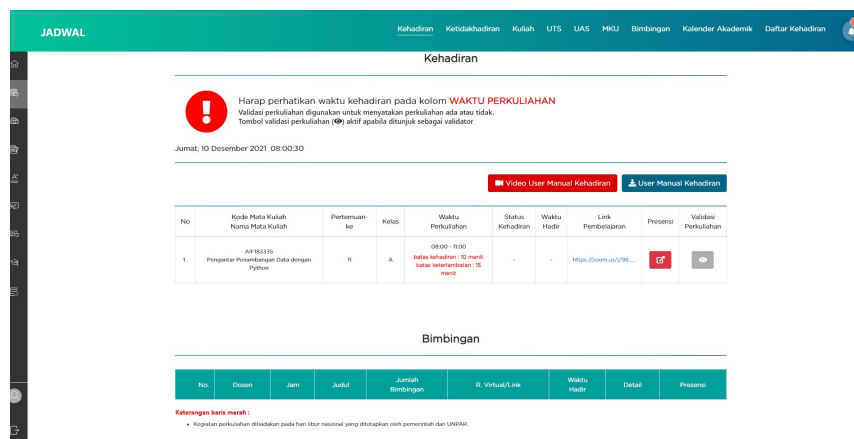 JADWAL
Kehadiran Ketidakhadiran Kuliah UTS UAS MKU Bimbingan Kalender Akademik Daftar Kehadiran
Kehadiran
Harap perhatikan waktu kehadiran pada kolom WAKTU PERKULIAHAN
Validasi perkuliahan digunakan untuk menyatakan perkuliahan ada atau tidak.
Tombol validasi perkuliahan () aktif apabila ditunjuk sebagai validator
Jumat, 10 Desember 2021 08:00:30
Video User Manual Kehadiran
User Manual Kehadiran
No
Kode Mata Kuliah
Nama Mata Kuliah
Pertemuan-
ke
Kelas
Waktu
Perkuliahan
Status
Kehadiran
Waktu
Hadir
Link
Pembelajaran
Presensi
Validasi
Perkuliahan
1.
AIF183335
Pengantar Penambangan Data dengan
Python
11
A
08:00 - 11:00
batas kehadiran : 10 menit
batas keterlambatan : 15
menit
-
-
https://zoom.us/j/98.....
Bimbingan
No.
Dosen
Jam
Judul
Jumlah
Bimbingan
R. Virtual/Link
Waktu
Hadir
Detail
Presensi
Keterangan baris merah :
• Kegiatan perkuliahan ditiadakan pada hari libur nasional yang ditetapkan oleh pemerintah dan UNPAR.